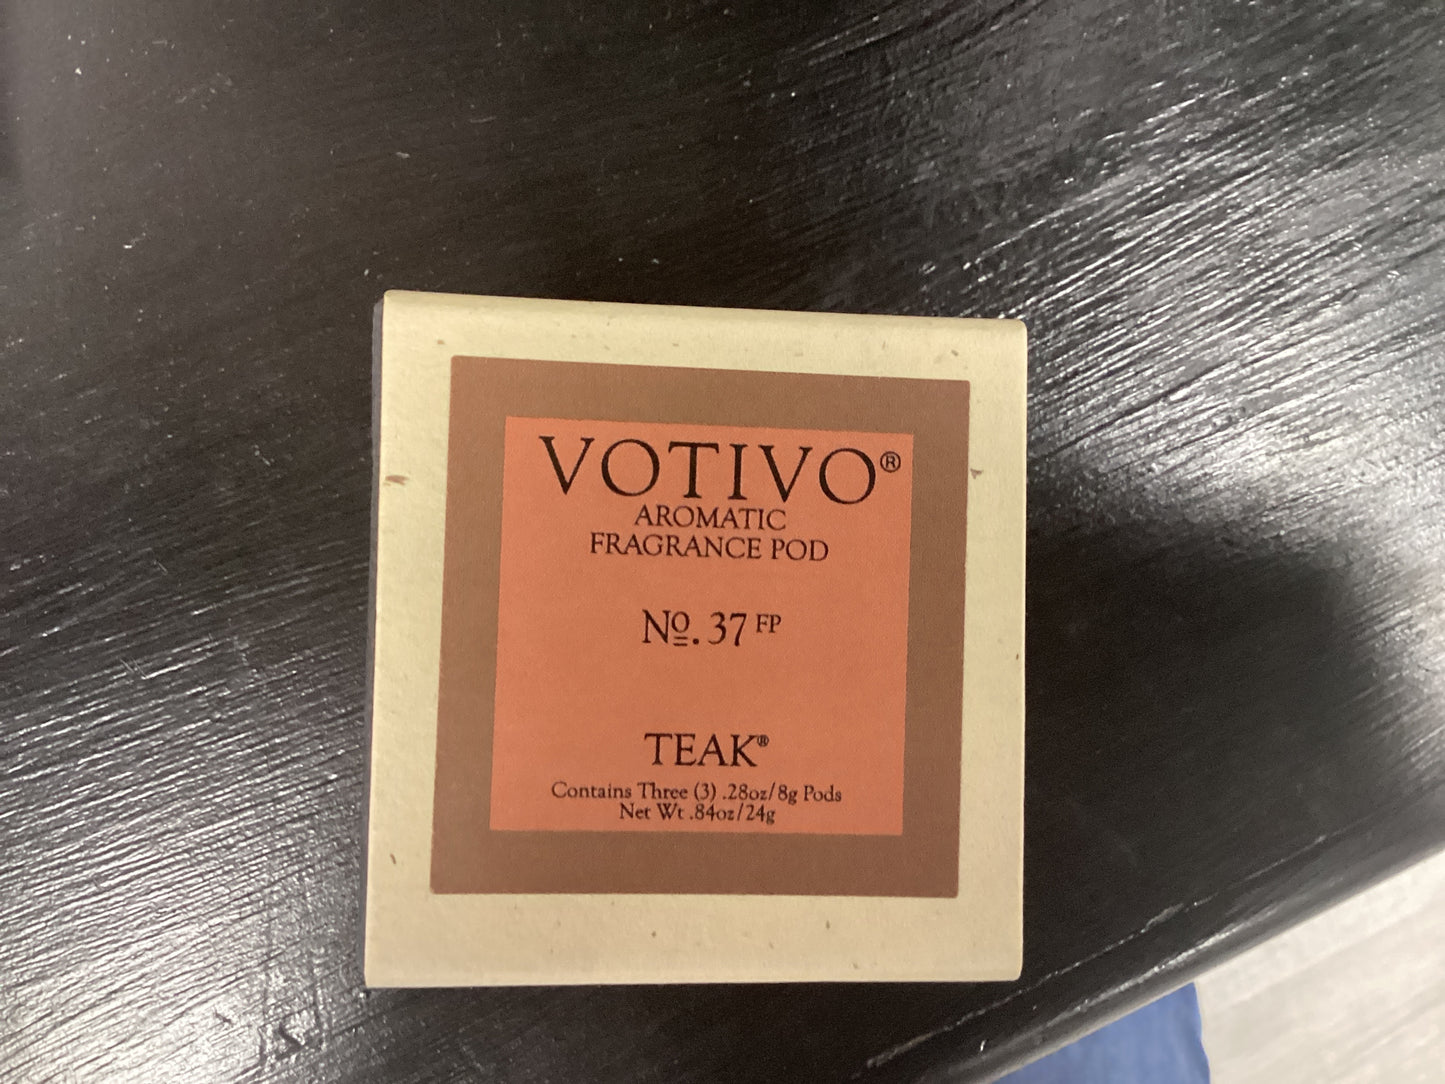 VOTIVO®
AROMATIC
FRAGRANCE POD
Nº. 37 FP
TEAK®
Contains Three (3) .28oz/8g Pods
Net Wt .84oz/24g